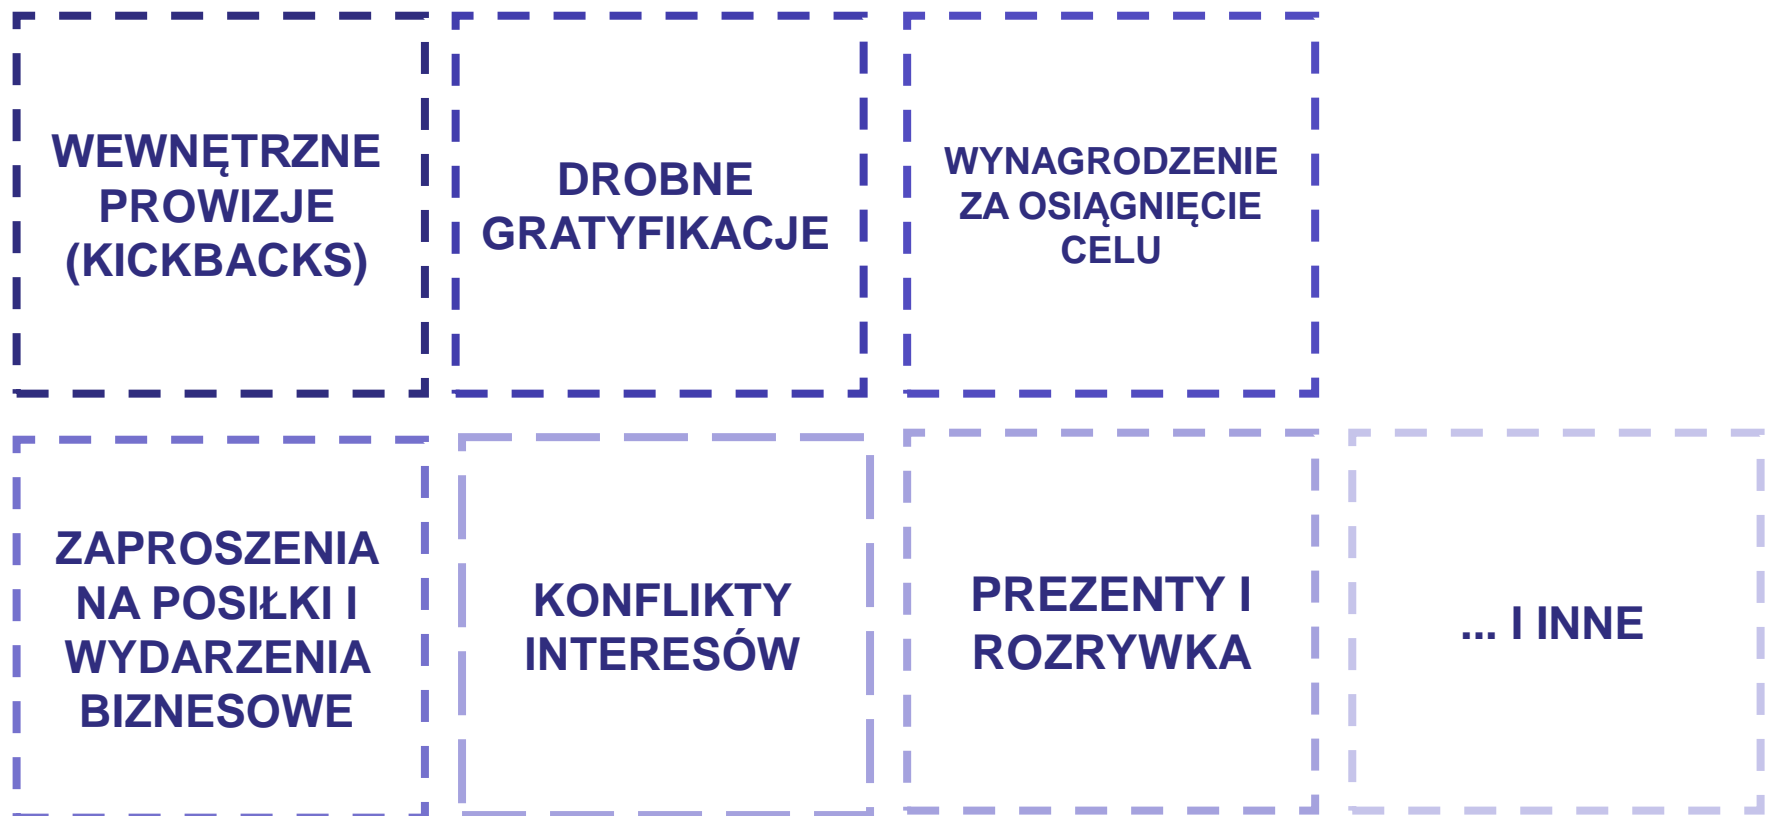 WEWNĘTRZNE
PROWIZJE
(KICKBACKS)
DROBNE
GRATYFIKACJE
WYNAGRODZENIE
ZA OSIĄGNIĘCIE
CELU
ZAPROSZENIA
NA POSIŁKI I
WYDARZENIA
BIZNESOWE
KONFLIKTY
INTERESÓW
PREZENTY I
ROZRYWKA
... I INNE